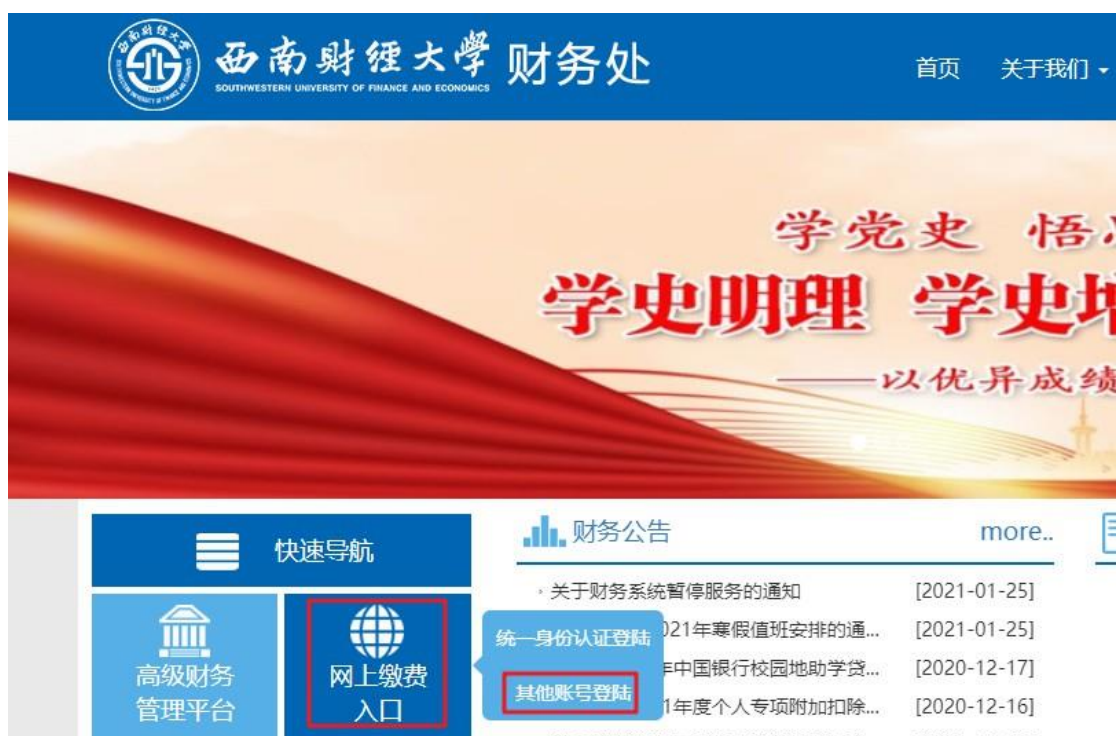 西南财经大学 财务处
SOUTHWESTERN UNIVERSITY OF FINANCE AND ECONOMICS
首页 关于我们
学党史 悟
学史明理 学史增
——以优异成绩
快速导航
财务公告 more..
关于财务系统暂停服务的通知 [2021-01-25]
021年寒假值班安排的通... [2021-01-25]
年中国银行校园地助学贷... [2020-12-17]
1年度个人专项附加扣除... [2020-12-16]
高级财务
管理平台
网上缴费
入口
统一身份认证登陆
其他账号登陆